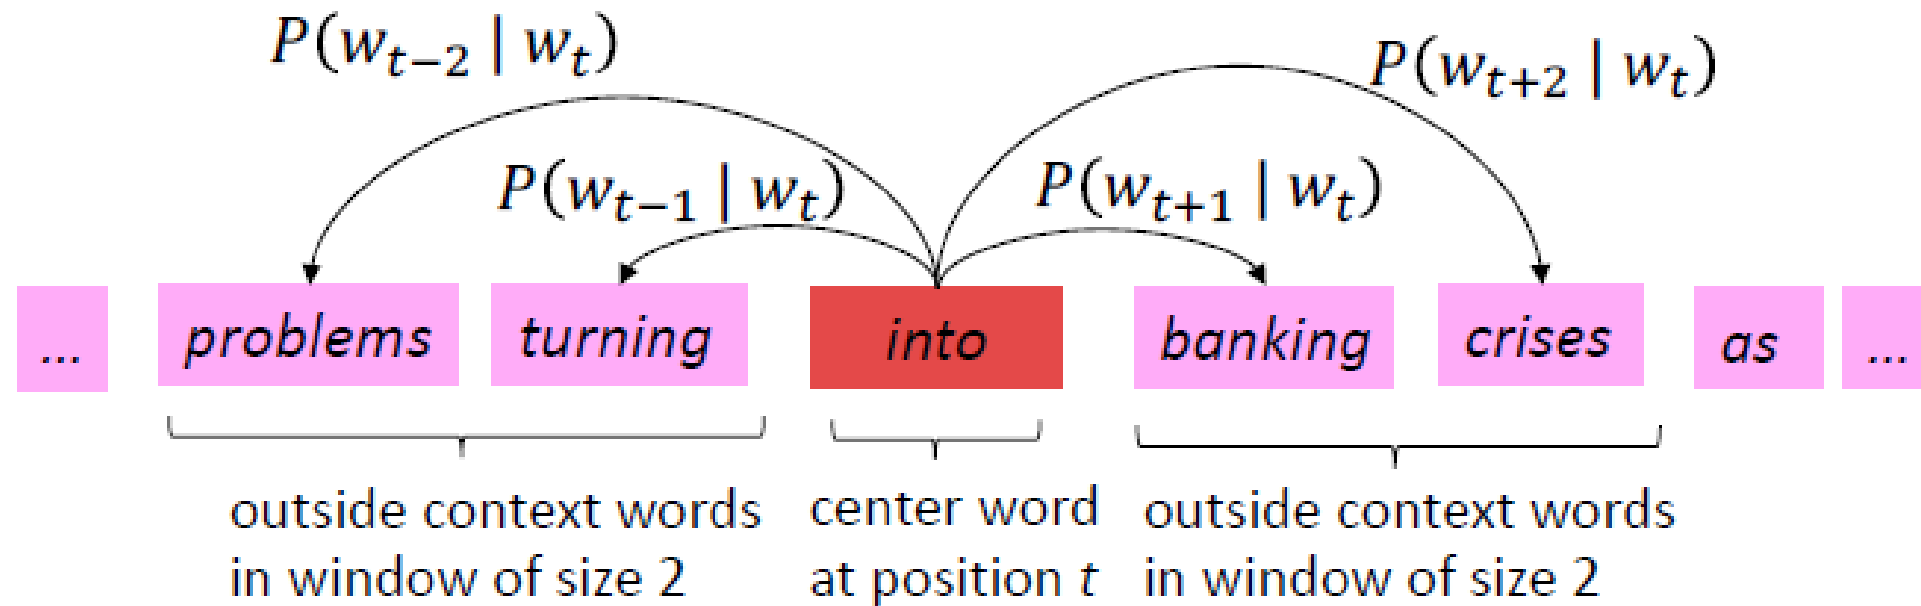 P(w_{t−2} | w_t)
P(w_{t+2} | w_t)
P(w_{t−1} | w_t)
P(w_{t+1} | w_t)
... problems turning into banking crises as ...
outside context words
in window of size 2
center word
at position t
outside context words
in window of size 2